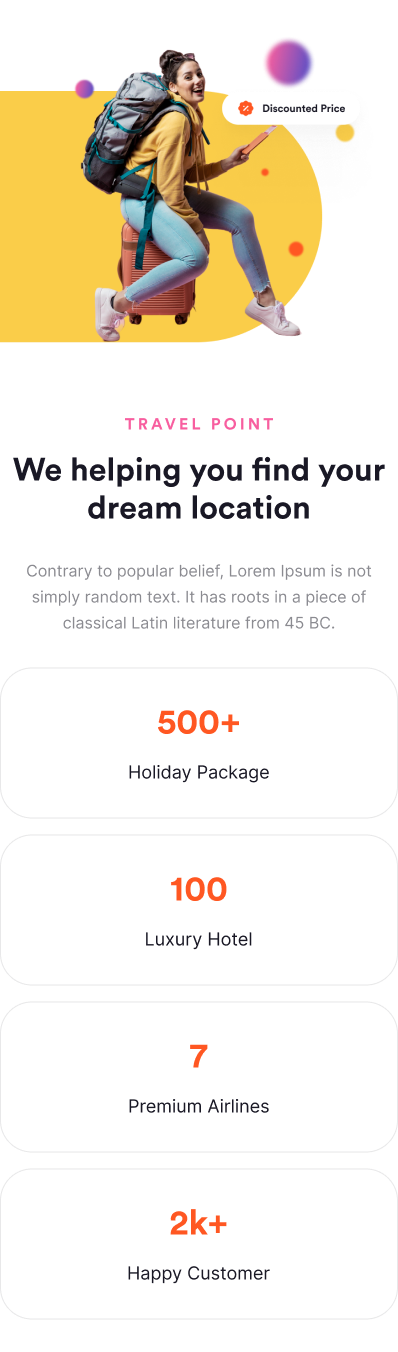 Discounted Price
TRAVEL POINT
We helping you find your
dream location
Contrary to popular belief, Lorem Ipsum is not
simply random text. It has roots in a piece of
classical Latin literature from 45 BC.
500+
Holiday Package
100
Luxury Hotel
7
Premium Airlines
2k+
Happy Customer